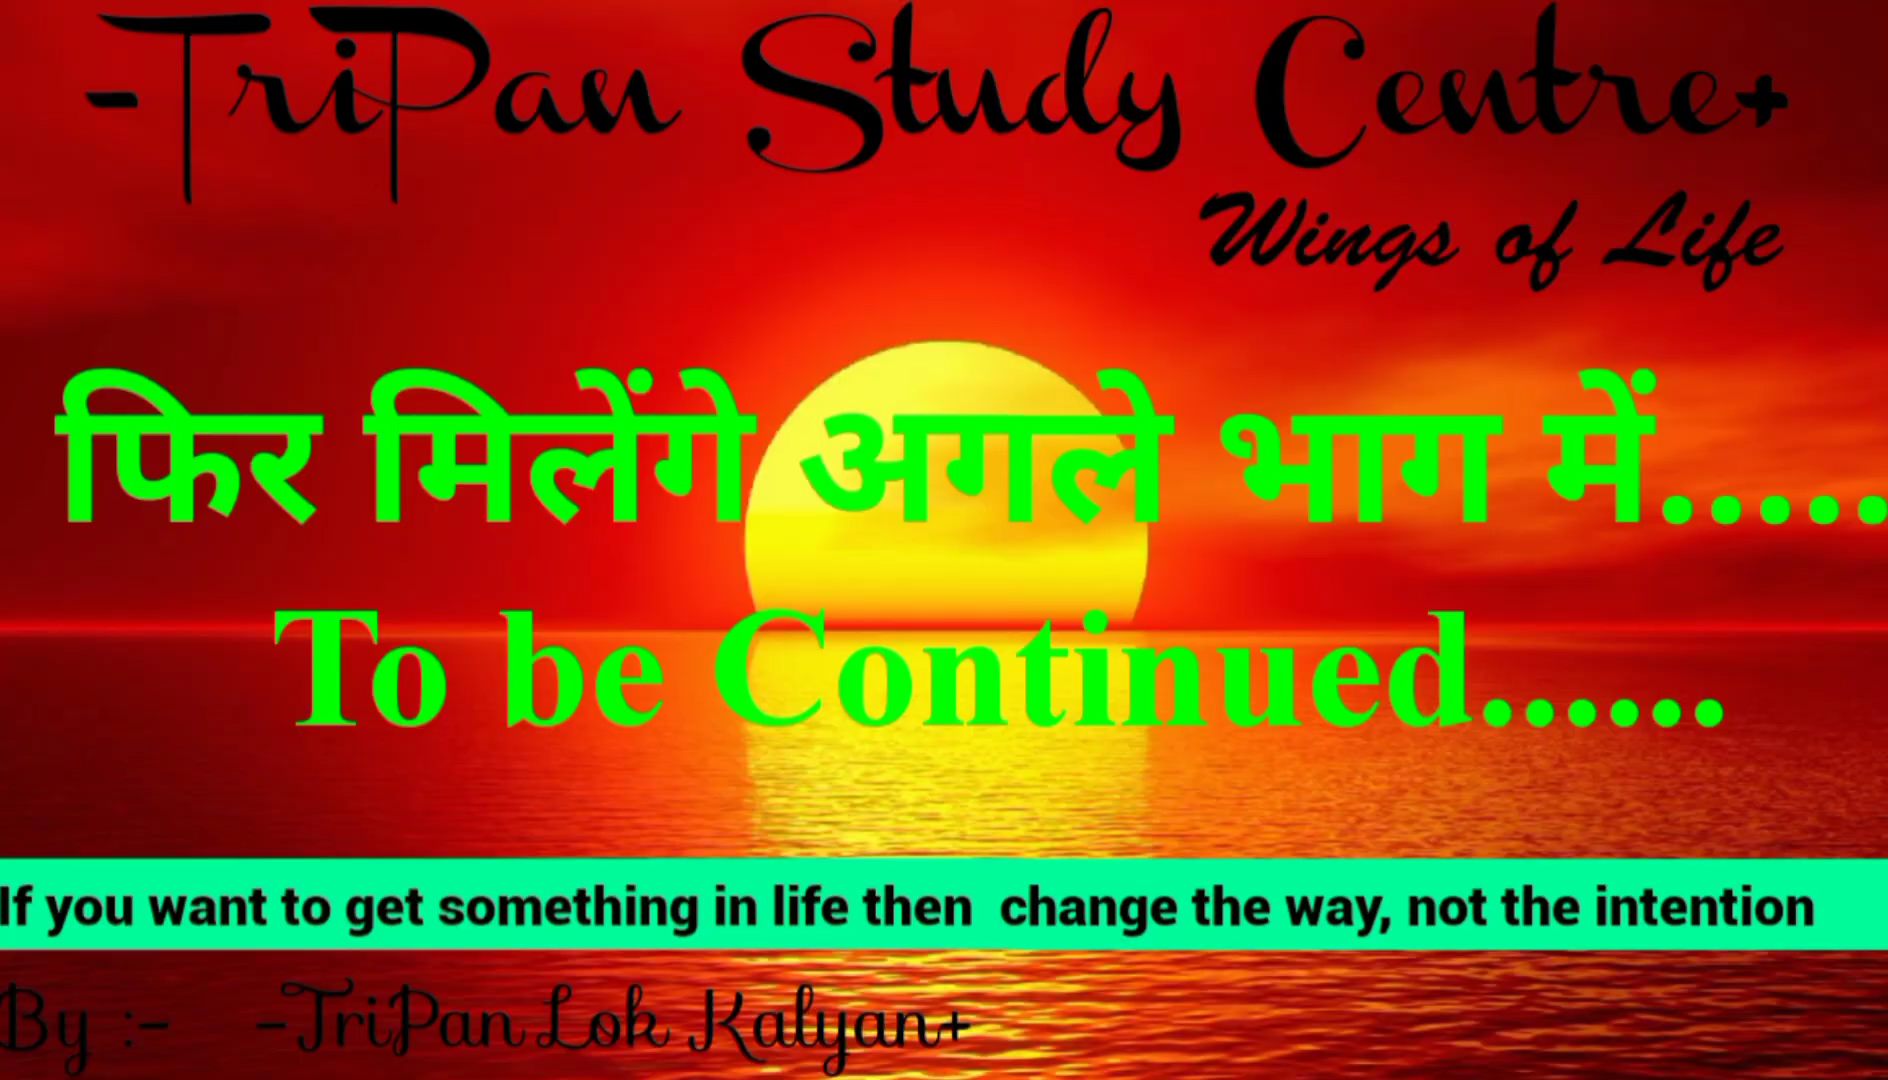 -TriPan Study Centre+
Wings of Life
फिर मिलेंगे अगले भाग में.....
To be Continued......
If you want to get something in life then  change the way, not the intention
By :-    -TriPan Lok Kalyan+